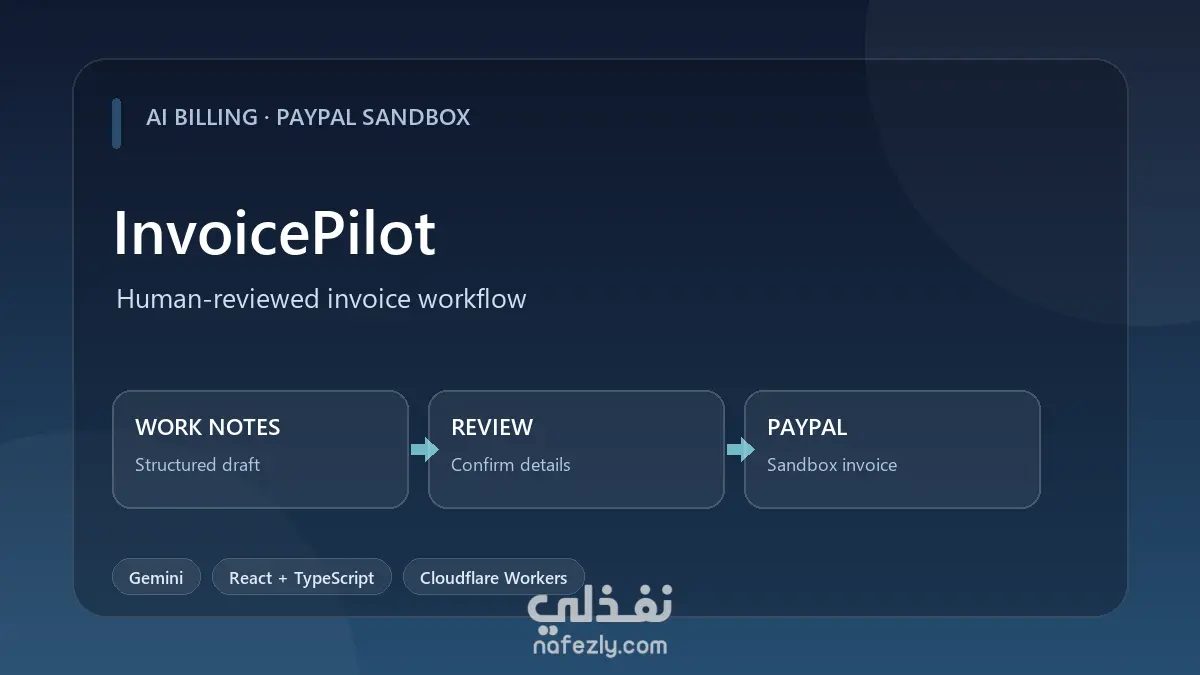 AI BILLING · PAYPAL SANDBOX
InvoicePilot
Human-reviewed invoice workflow
WORK NOTES
Structured draft
REVIEW
Confirm details
PAYPAL
Sandbox invoice
Gemini
React + TypeScript
Cloudflare Workers
نفذلي
nafezly.com